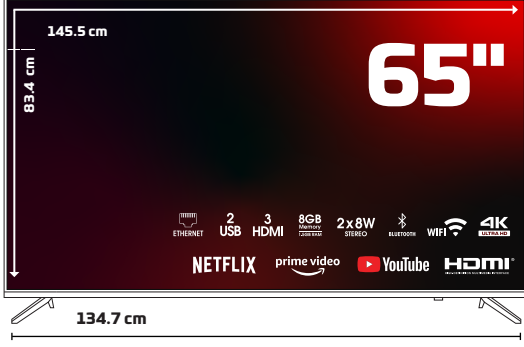 145.5 cm
83.4 cm
65"
ETHERNET
2 USB
3 HDMI
8GB
Memory
2x8W
STEREO
BLUETOOTH
WIFI
4K
ULTRA HD
NETFLIX
prime video
YouTube
HDMI
134.7 cm